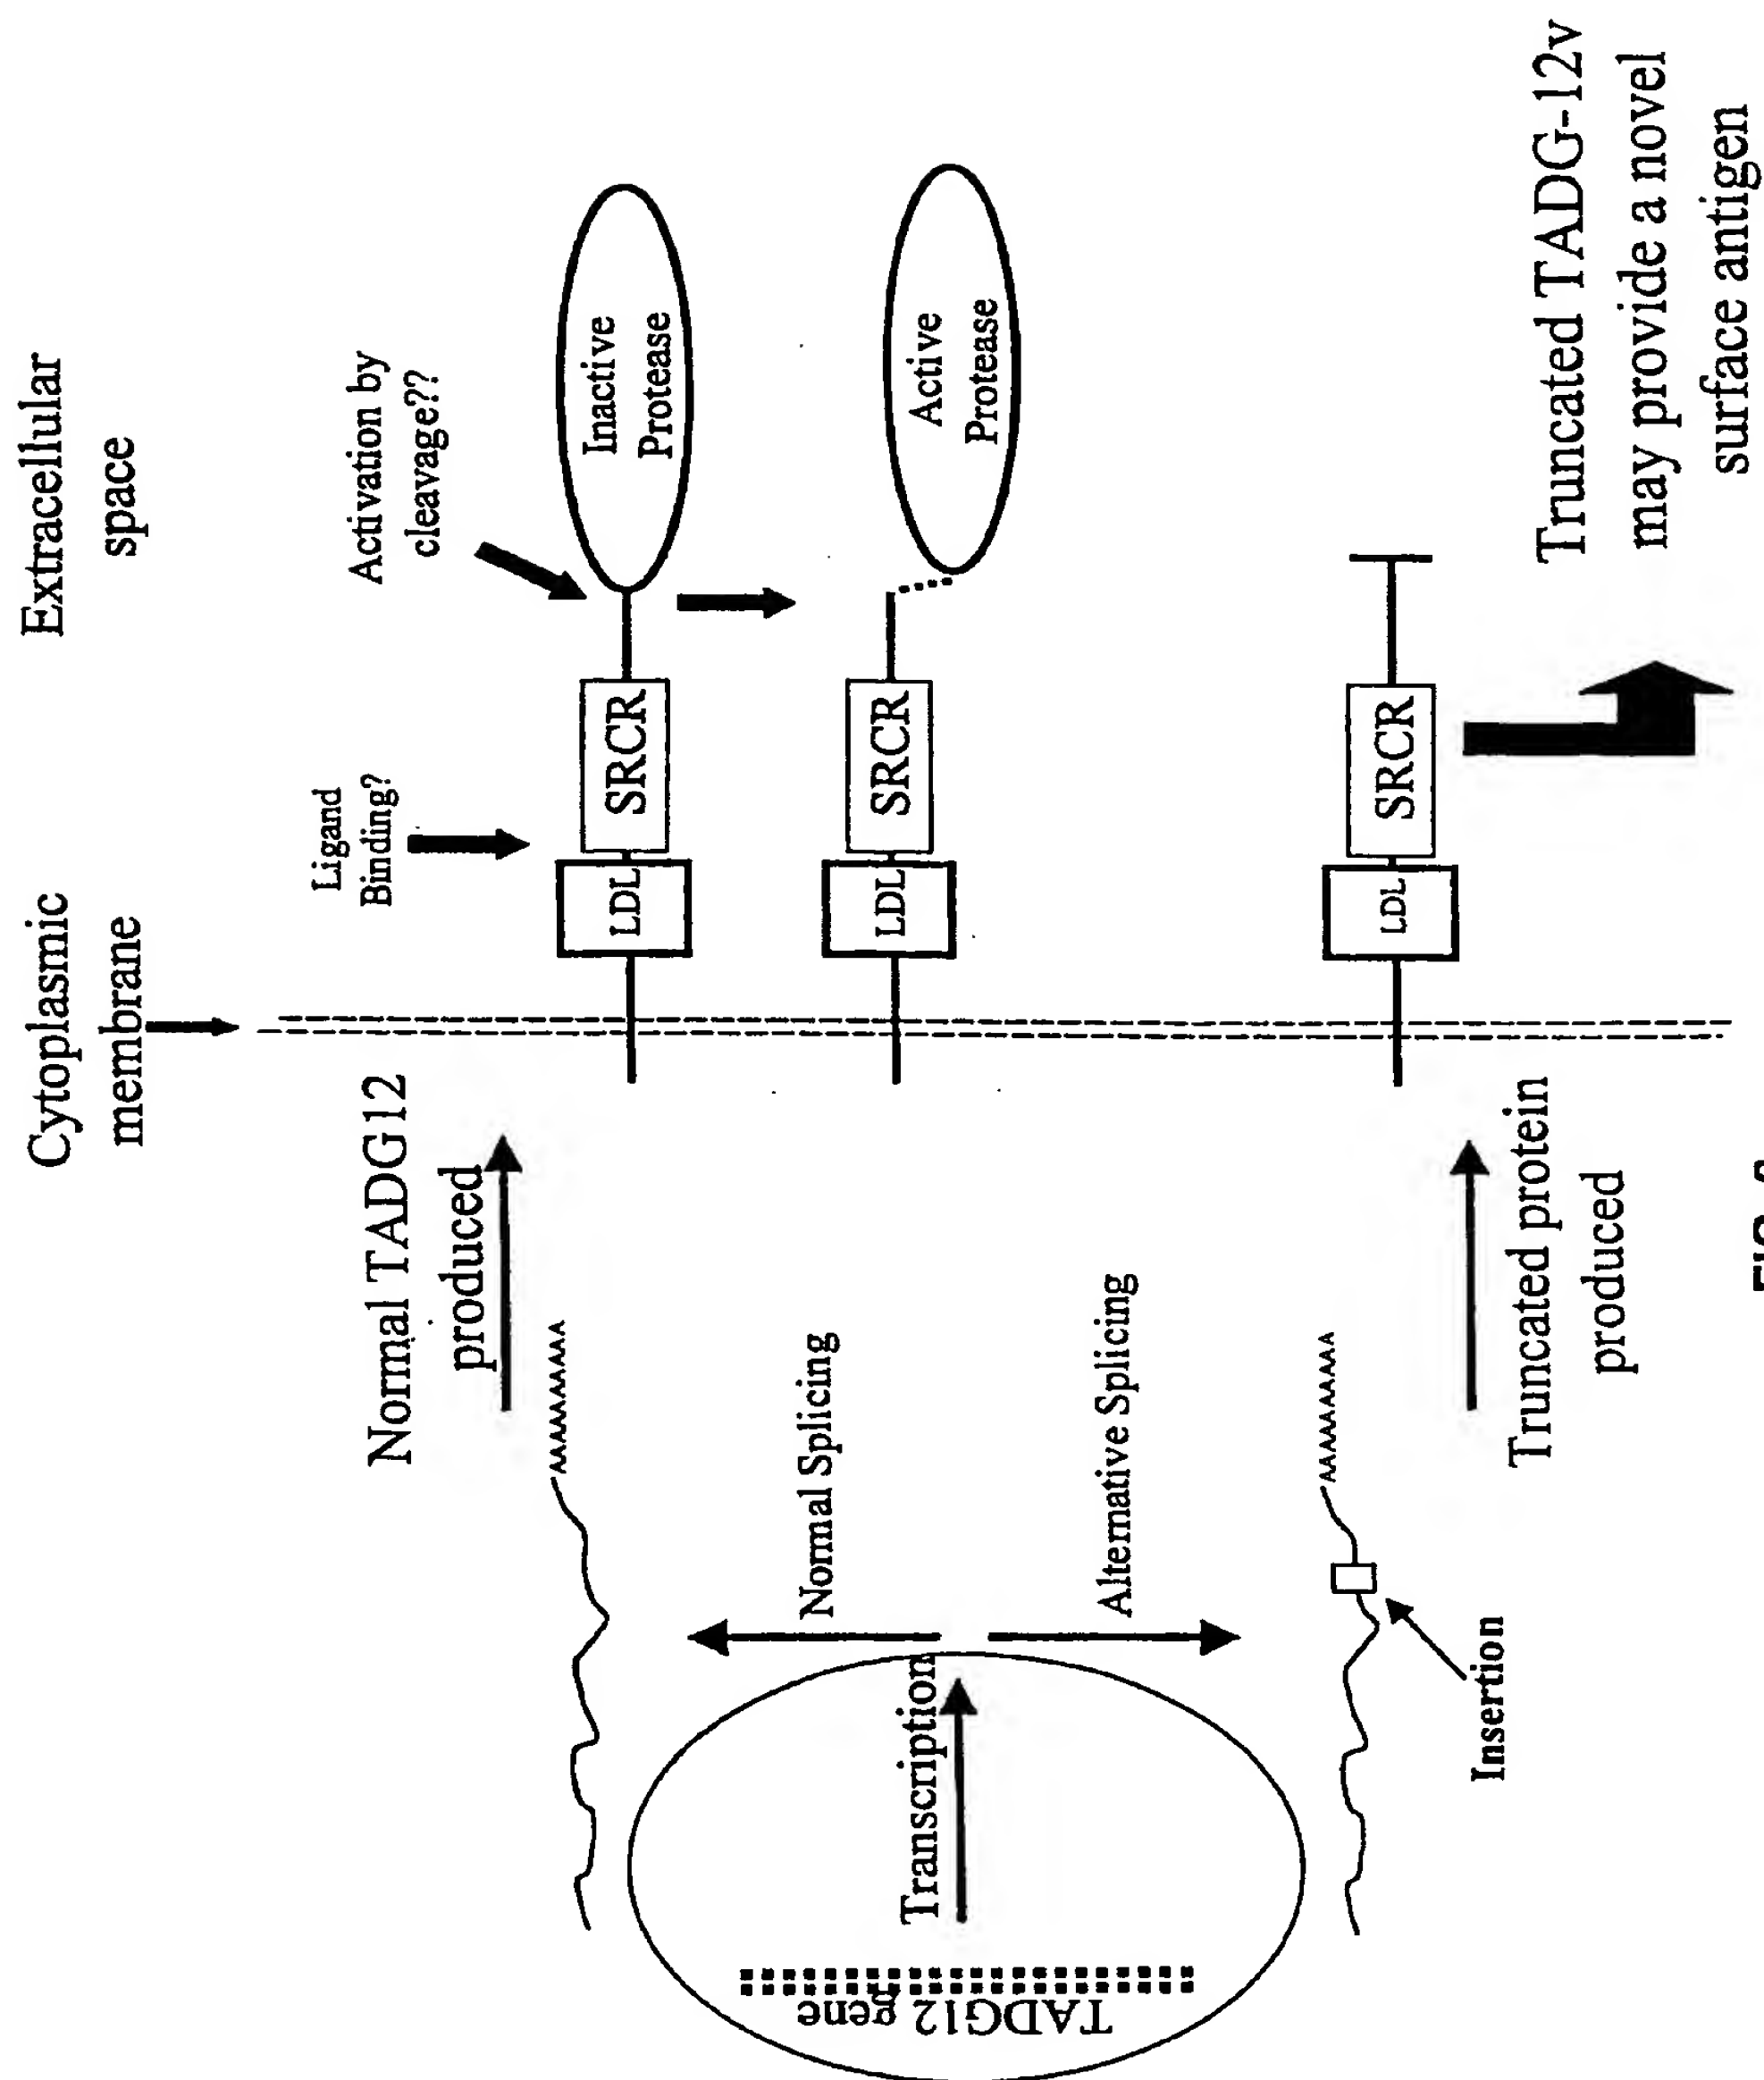 Cytoplasmic
membrane
Extracellular
space
Normal TADG12
produced
Ligand
Binding?
Activation by
cleavage??
LDL
SRCR
Inactive
Protease
Normal Splicing
Transcription
TADG12 gene
LDL
SRCR
Active
Protease
Alternative Splicing
AAAAAAAAA
AAAAAAAAA
Insertion
Truncated protein
produced
LDL
SRCR
Truncated TADG-12v
may provide a novel
surface antigen